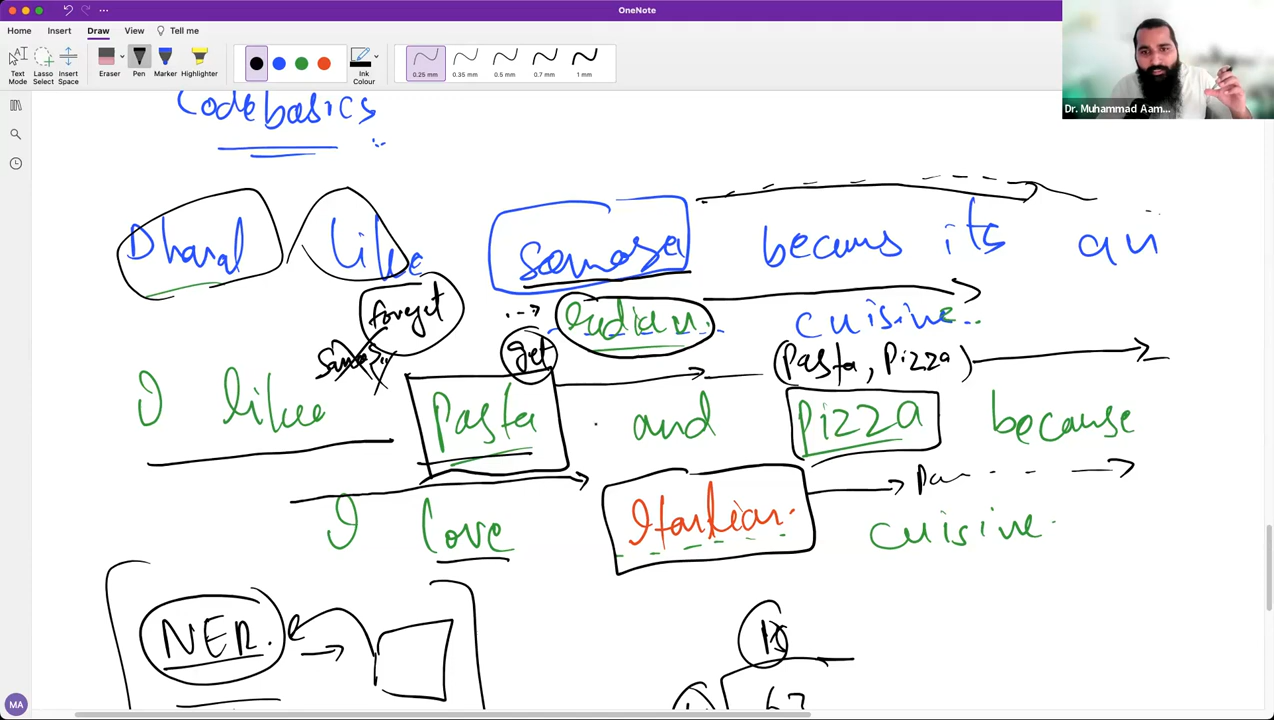 OneNote
Home Insert Draw View Tell me
Text Mode Lasso Select Insert Space Eraser Pen Marker Highlighter Ink Colour 0.25 mm 0.35 mm 0.5 mm 0.7 mm 1 mm
Dr. Muhammad Aam...
Codebasics
Dhaval like samosa becaus its an
foreget
Indian cuisine..
get
(Pasta, Pizza)
I like Pasta and Pizza because
I love Italian. cuisine.
NER.
MA